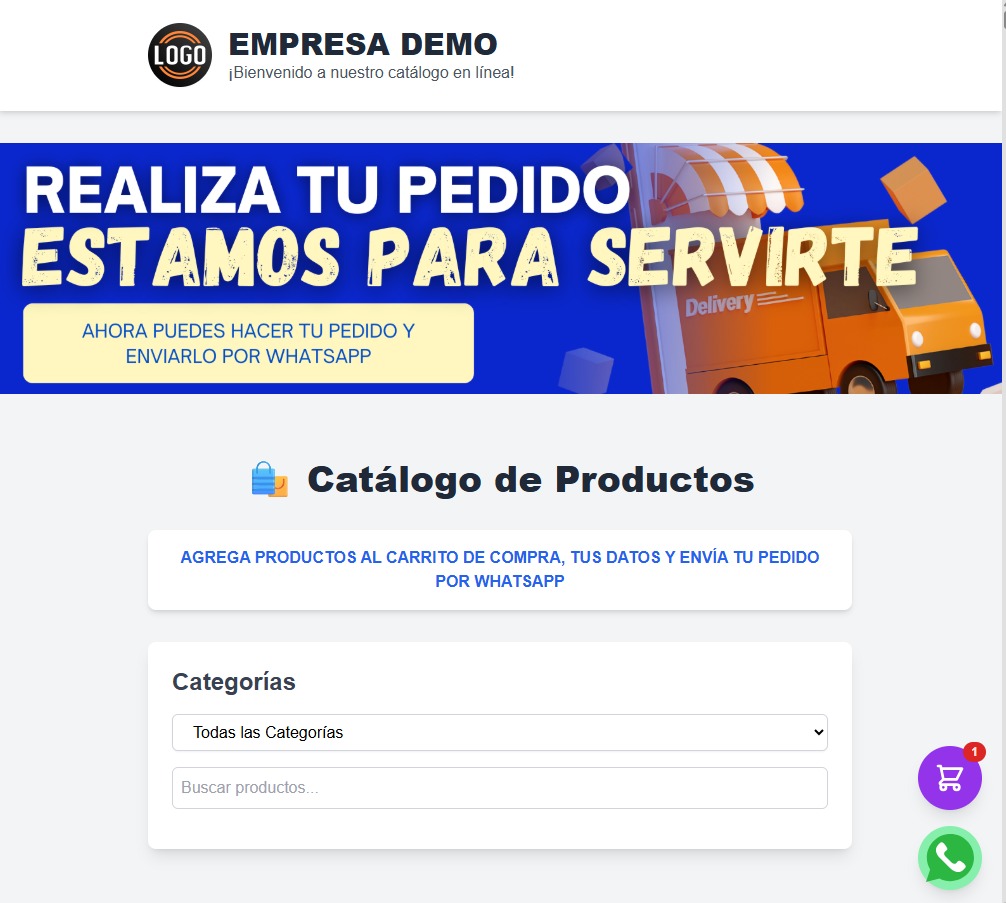 LOGO
EMPRESA DEMO
¡Bienvenido a nuestro catálogo en línea!
REALIZA TU PEDIDO
ESTAMOS PARA SERVIRTE
Delivery
AHORA PUEDES HACER TU PEDIDO Y
ENVIARLO POR WHATSAPP
Catálogo de Productos
AGREGA PRODUCTOS AL CARRITO DE COMPRA, TUS DATOS Y ENVÍA TU PEDIDO
POR WHATSAPP
Categorías
Todas las Categorías
Buscar productos...
1